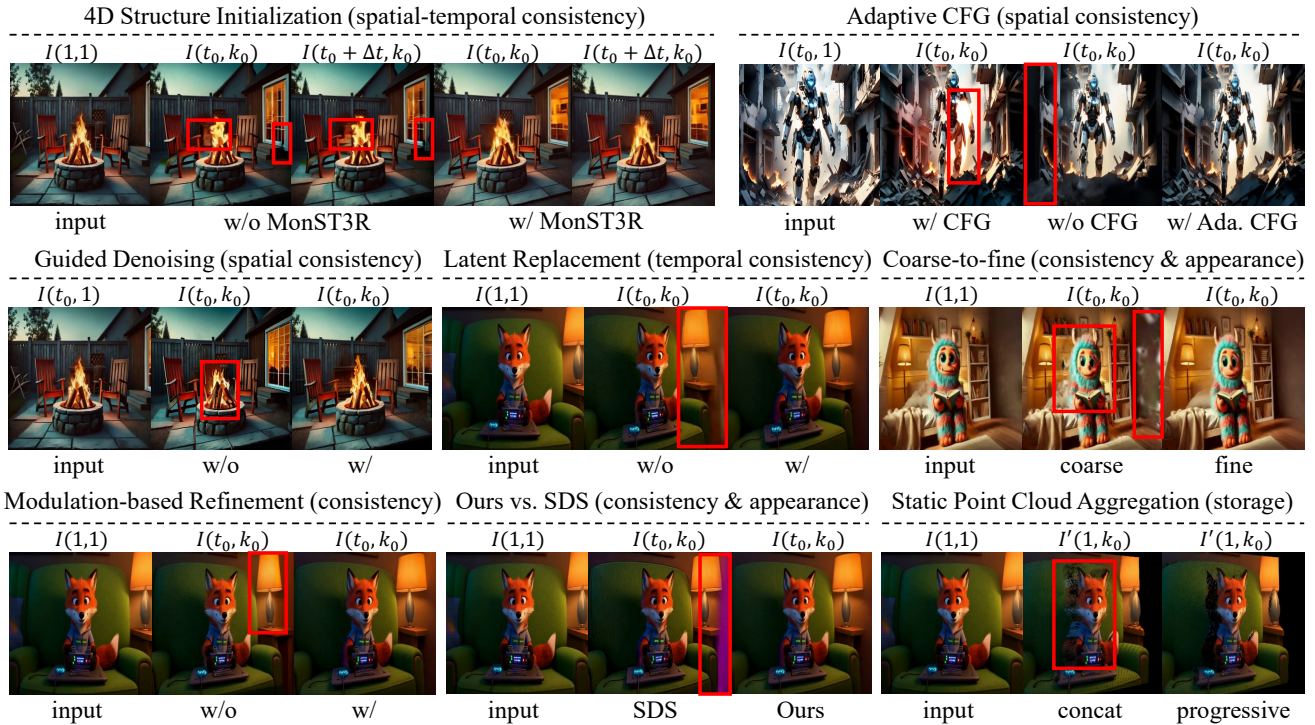 4D Structure Initialization (spatial-temporal consistency)
I(1,1) I(t₀, k₀) I(t₀ + Δt, k₀) I(t₀, k₀) I(t₀ + Δt, k₀)
input w/o MonST3R w/ MonST3R
Adaptive CFG (spatial consistency)
I(t₀, 1) I(t₀, k₀) I(t₀, k₀) I(t₀, k₀)
input w/ CFG w/o CFG w/ Ada. CFG
Guided Denoising (spatial consistency)
I(t₀, 1) I(t₀, k₀) I(t₀, k₀)
input w/o w/
Latent Replacement (temporal consistency)
I(1,1) I(t₀, k₀) I(t₀, k₀)
input w/o w/
Coarse-to-fine (consistency & appearance)
I(1,1) I(t₀, k₀) I(t₀, k₀)
input coarse fine
Modulation-based Refinement (consistency)
I(1,1) I(t₀, k₀) I(t₀, k₀)
input w/o w/
Ours vs. SDS (consistency & appearance)
I(1,1) I(t₀, k₀) I(t₀, k₀)
input SDS Ours
Static Point Cloud Aggregation (storage)
I(1,1) I′(1, k₀) I′(1, k₀)
input concat progressive